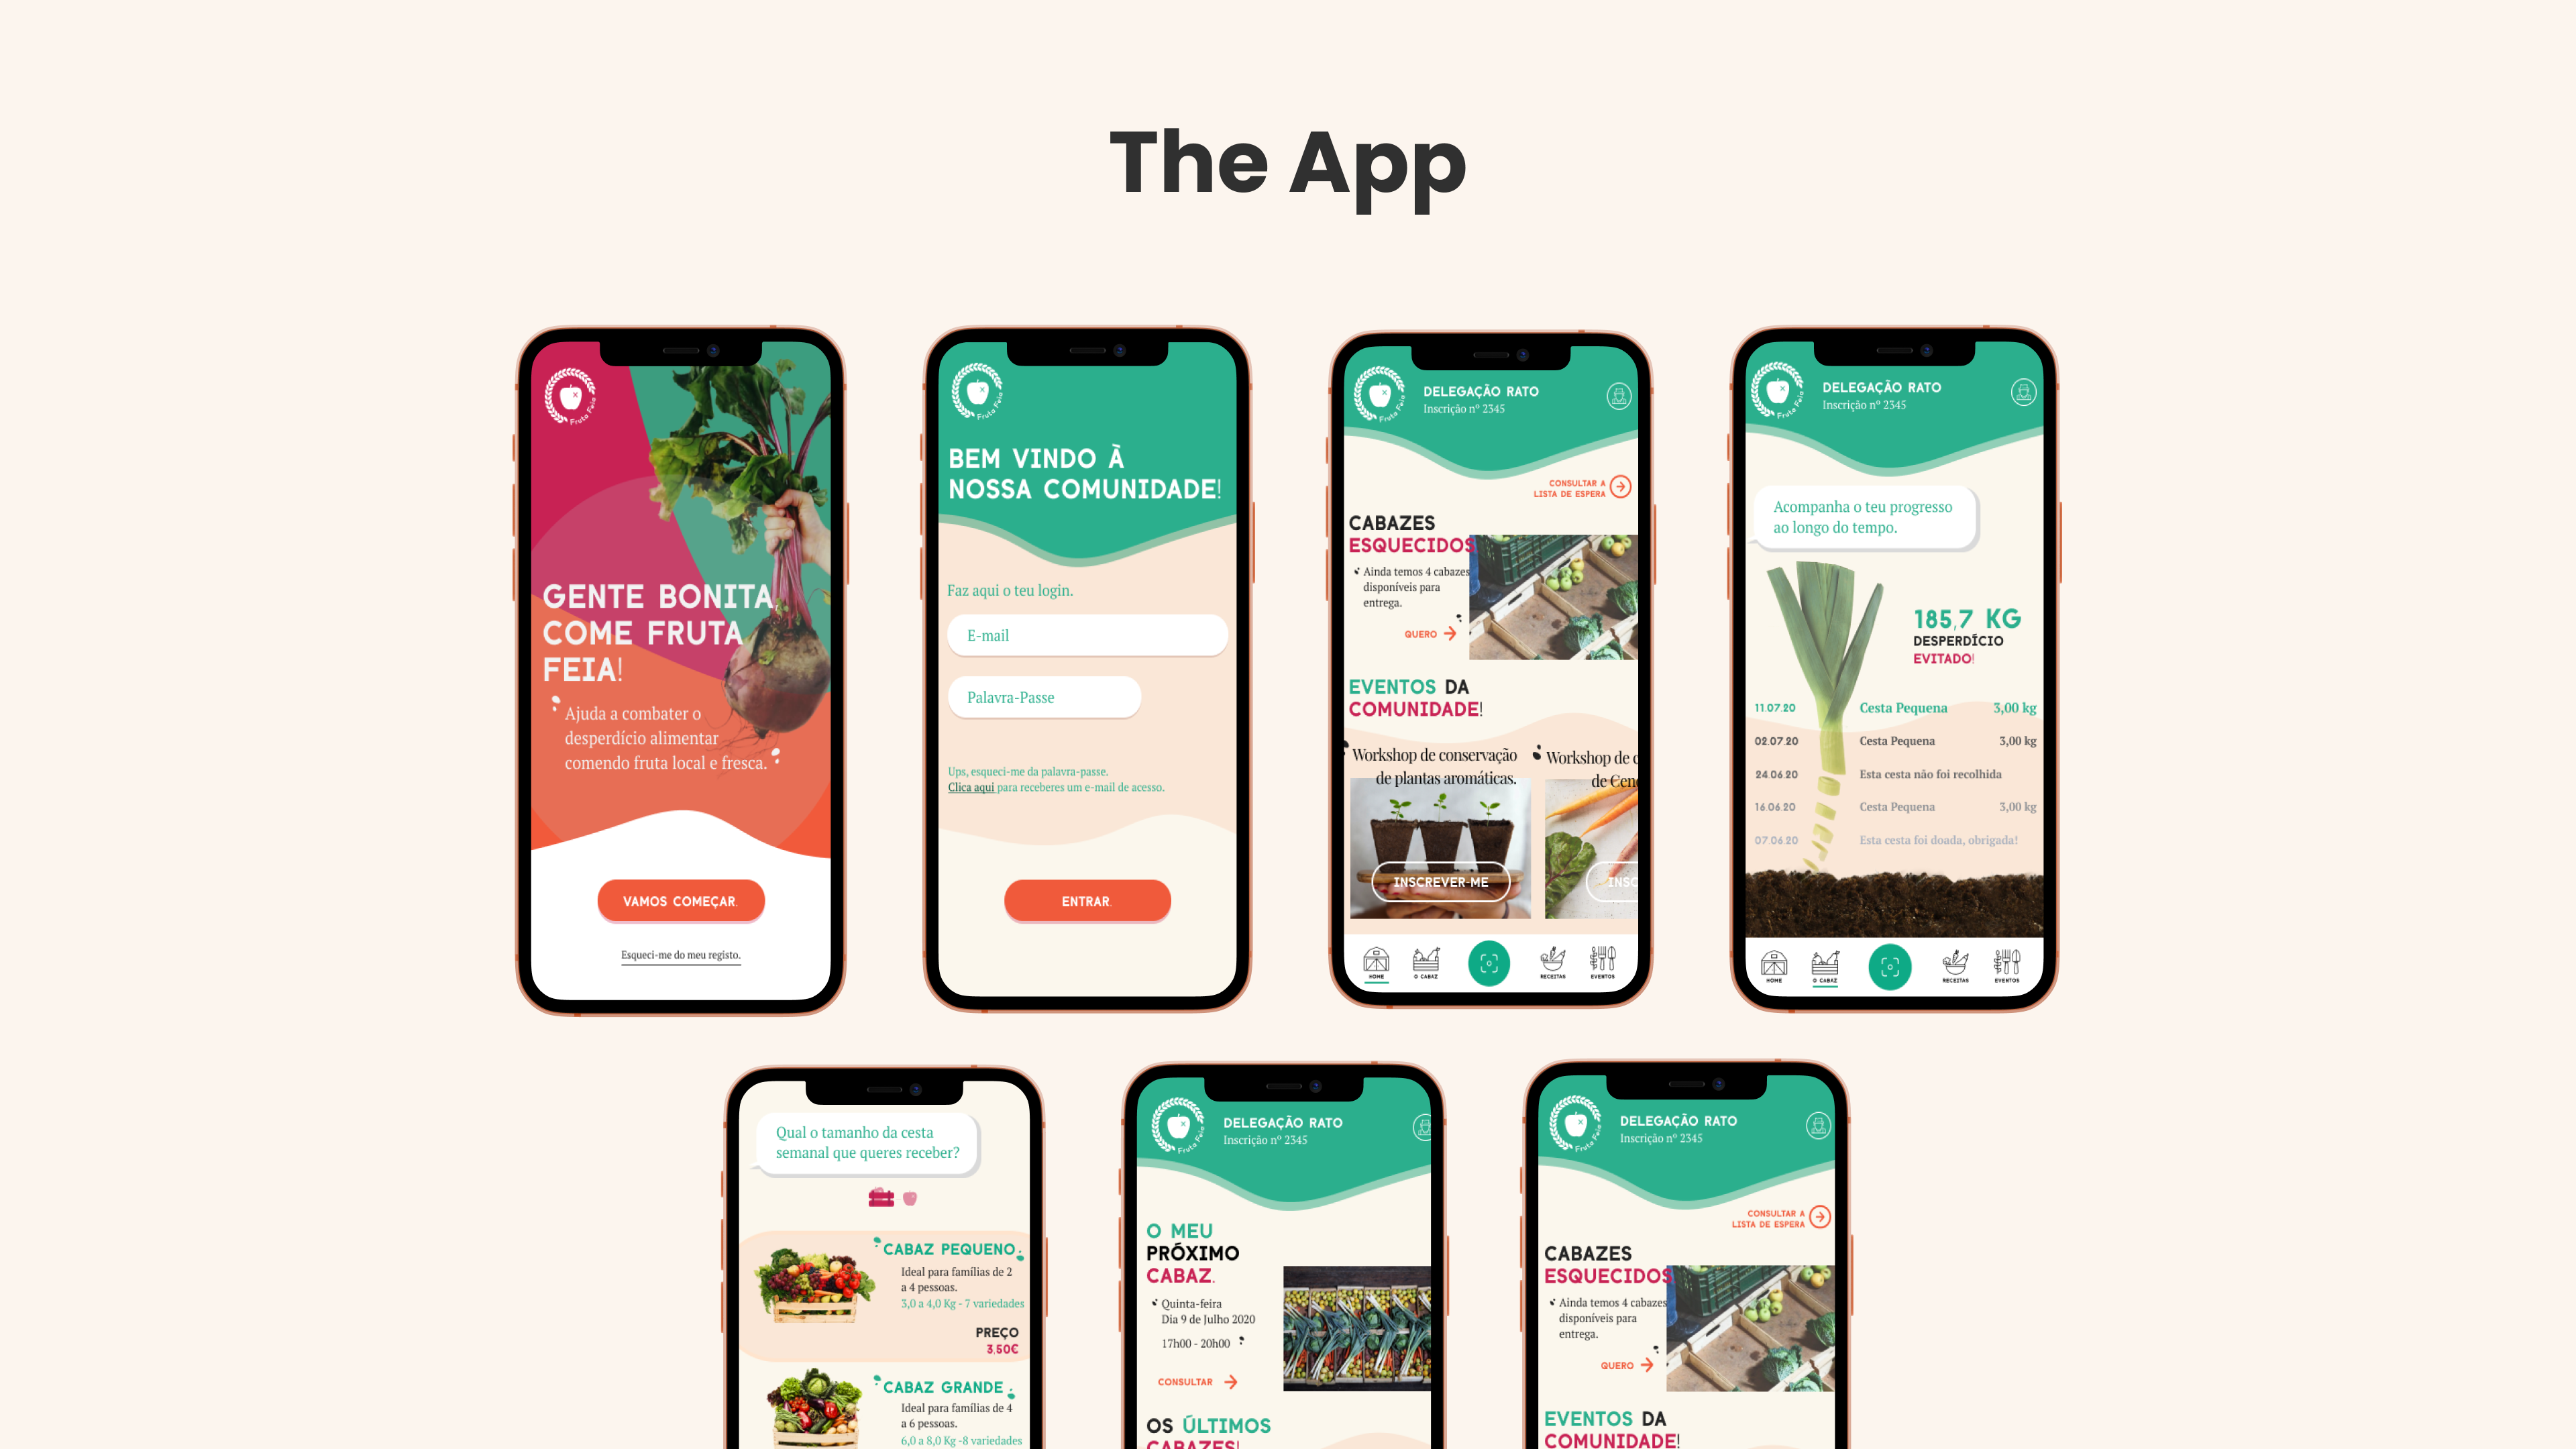 The App
Fruta Feia
GENTE BONITA
COME FRUTA
FEIA!
Ajuda a combater o
desperdício alimentar
comendo fruta local e fresca.
VAMOS COMEÇAR.
Esqueci-me do meu registo.
Fruta Feia
BEM VINDO À
NOSSA COMUNIDADE!
Faz aqui o teu login.
E-mail
Palavra-Passe
Ups, esqueci-me da palavra-passe.
Clica aqui para receberes um e-mail de acesso.
ENTRAR.
Fruta Feia
DELEGAÇÃO RATO
Inscrição nº 2345
CONSULTAR A
LISTA DE ESPERA
CABAZES
ESQUECIDOS
Ainda temos 4 cabazes
disponíveis para
entrega.
QUERO
EVENTOS DA
COMUNIDADE!
Workshop de conservação
de plantas aromáticas.
INSCREVER-ME
Workshop de c
de Ceno
INSC
HOME
O CABAZ
RECEITAS
EVENTOS
Fruta Feia
DELEGAÇÃO RATO
Inscrição nº 2345
Acompanha o teu progresso
ao longo do tempo.
185,7 KG
DESPERDÍCIO
EVITADO!
11.07.20 Cesta Pequena 3,00 kg
02.07.20 Cesta Pequena 3,00 kg
24.06.20 Esta cesta não foi recolhida
16.06.20 Cesta Pequena 3,00 kg
07.06.20 Esta cesta foi doada, obrigada!
HOME
O CABAZ
RECEITAS
EVENTOS
Qual o tamanho da cesta
semanal que queres receber?
CABAZ PEQUENO.
Ideal para famílias de 2
a 4 pessoas.
3,0 a 4,0 Kg - 7 variedades
PREÇO
3,50€
CABAZ GRANDE.
Ideal para famílias de 4
a 6 pessoas.
6,0 a 8,0 Kg -8 variedades
Fruta Feia
DELEGAÇÃO RATO
Inscrição nº 2345
O MEU
PRÓXIMO
CABAZ.
Quinta-feira
Dia 9 de Julho 2020
17h00 - 20h00
CONSULTAR
OS ÚLTIMOS
CABAZES!
Fruta Feia
DELEGAÇÃO RATO
Inscrição nº 2345
CONSULTAR A
LISTA DE ESPERA
CABAZES
ESQUECIDOS
Ainda temos 4 cabazes
disponíveis para
entrega.
QUERO
EVENTOS DA
COMUNIDADE!